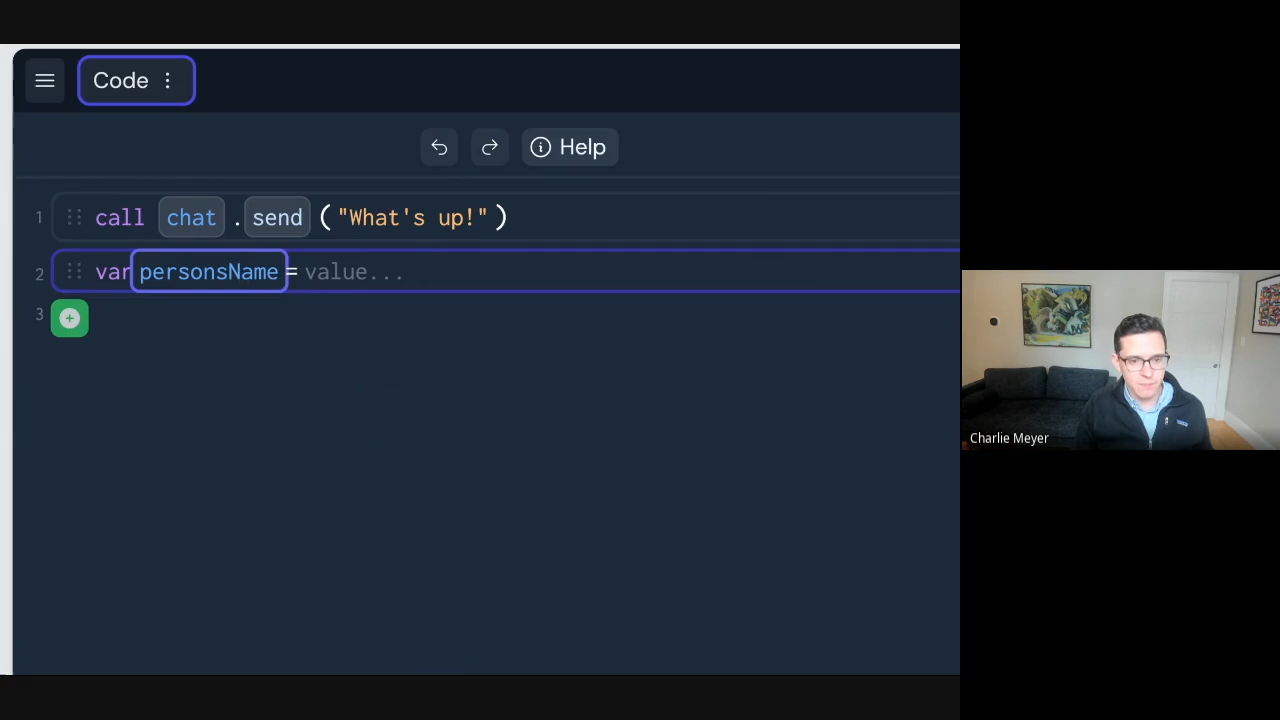 Code
Help
1 call chat . send ("What's up!")
2 var personsName = value...
3
Charlie Meyer